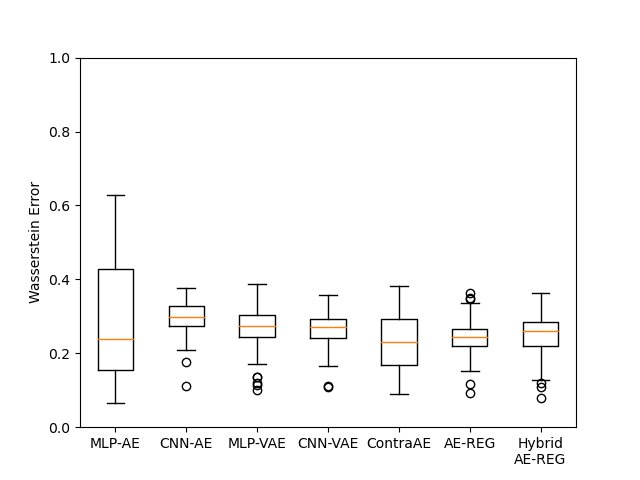 1.0
0.8
0.6
0.4
0.2
0.0
Wasserstein Error
MLP-AE CNN-AE MLP-VAE CNN-VAE ContraAE AE-REG Hybrid
AE-REG